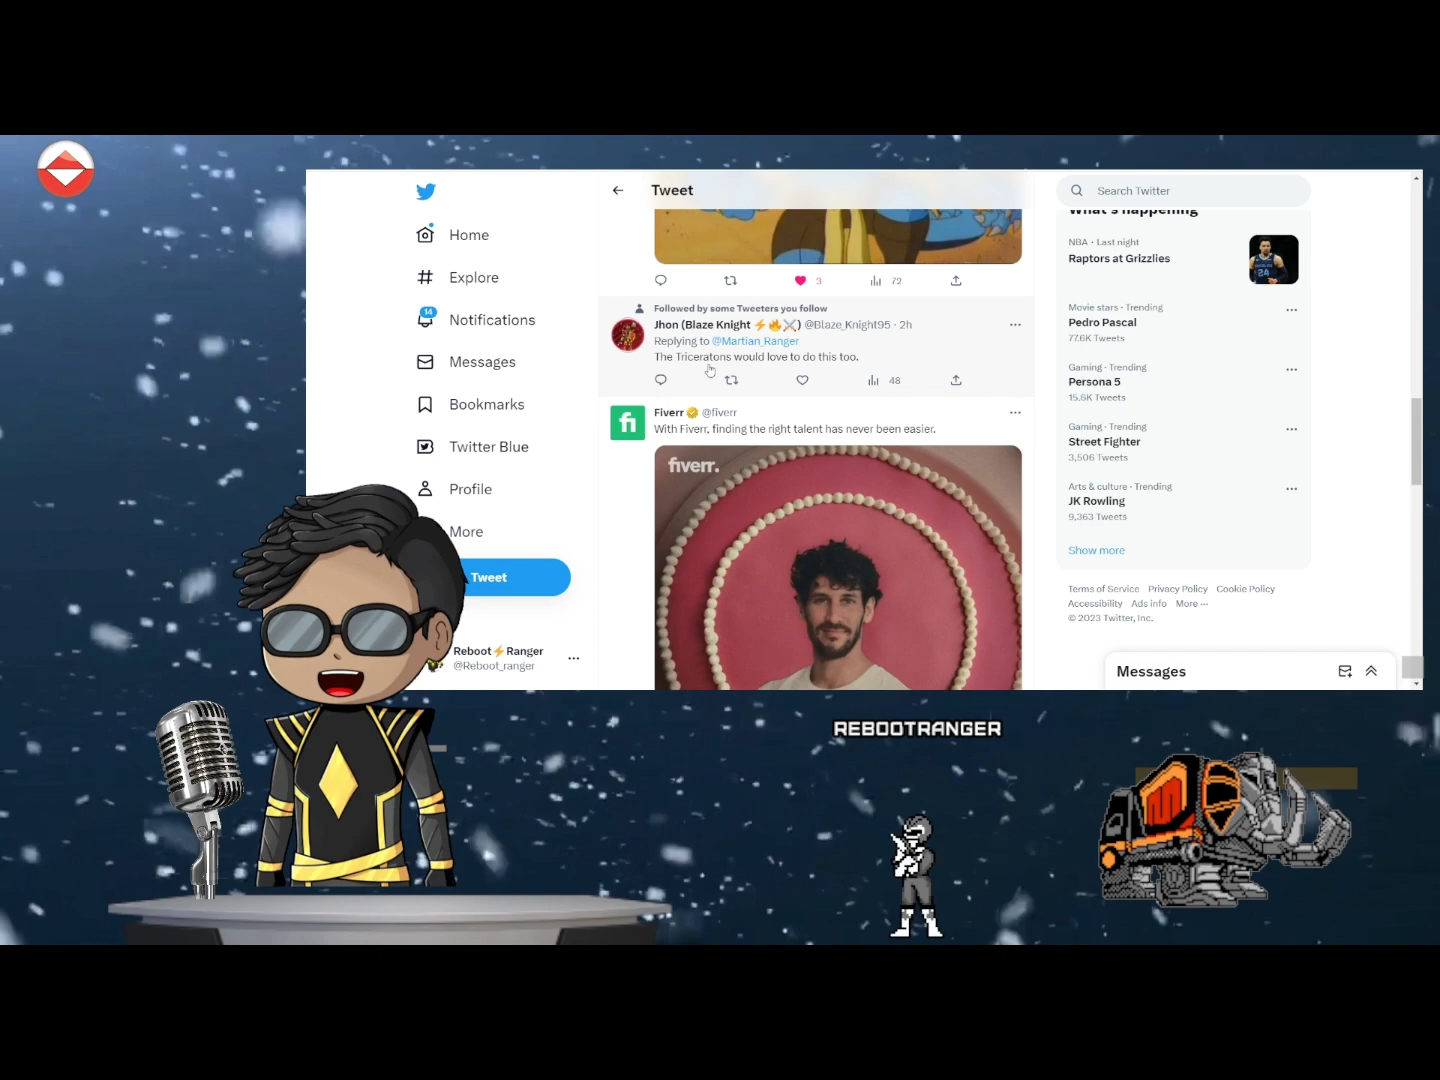 Home
Explore
14
Notifications
Messages
Bookmarks
Twitter Blue
Profile
More
Tweet
Reboot⚡Ranger
@Reboot_ranger
Tweet
3
72
Followed by some Tweeters you follow
Jhon (Blaze Knight ⚡🔥⚔️) @Blaze_Knight95 · 2h
Replying to @Martian_Ranger
The Triceratons would love to do this too.
48
Fiverr @fiverr
With Fiverr, finding the right talent has never been easier.
fiverr.
fi
Search Twitter
What's happening
NBA · Last night
Raptors at Grizzlies
Movie stars · Trending
Pedro Pascal
77.6K Tweets
Gaming · Trending
Persona 5
15.6K Tweets
Gaming · Trending
Street Fighter
3,506 Tweets
Arts & culture · Trending
JK Rowling
9,363 Tweets
Show more
Terms of Service Privacy Policy Cookie Policy
Accessibility Ads info More ···
© 2023 Twitter, Inc.
Messages
REBOOTRANGER